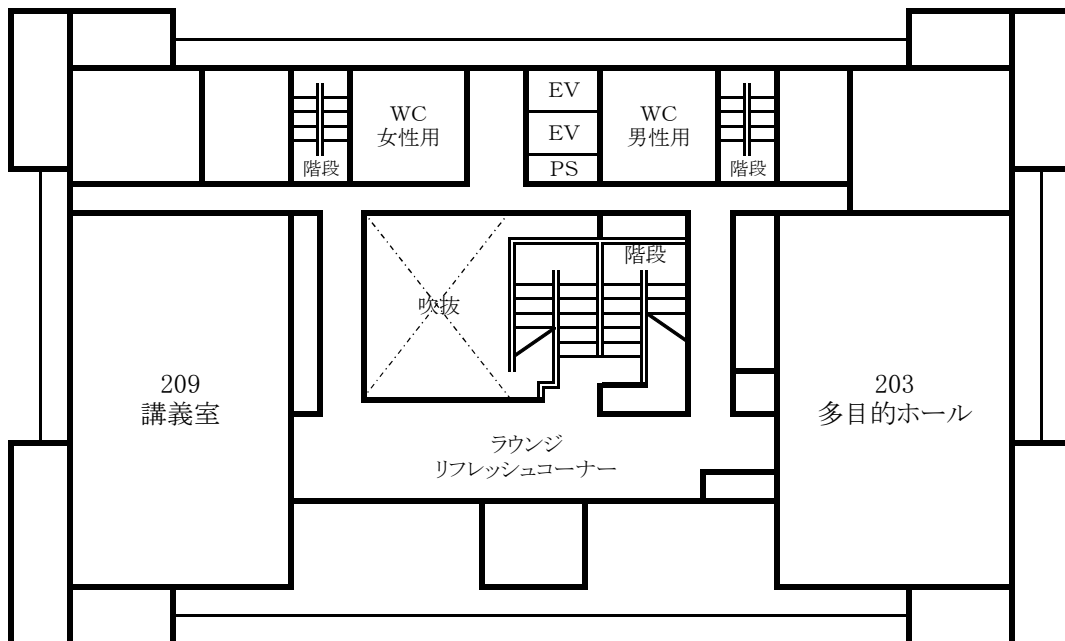 EV
WC
女性用
WC
男性用
EV
PS
階段
階段
階段
吹抜
209
講義室
203
多目的ホール
ラウンジ
リフレッシュコーナー